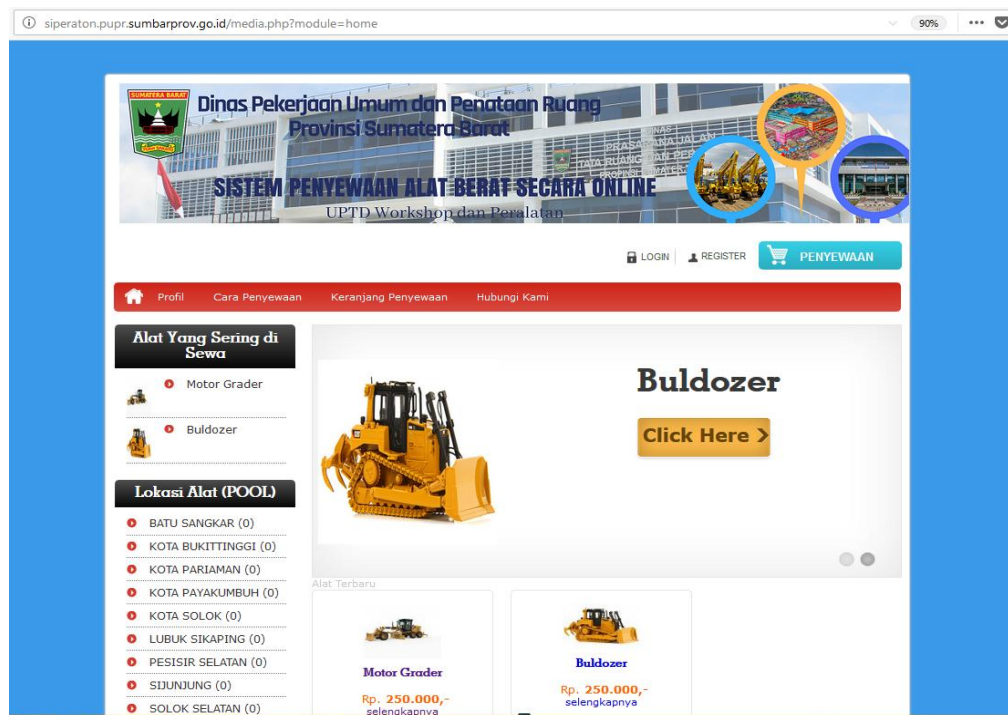 siperaton.pupr.sumbarprov.go.id/media.php?module=home
90%
SUMATERA BARAT
Dinas Pekerjaan Umum dan Penataan Ruang
Provinsi Sumatera Barat
SISTEM PENYEWAAN ALAT BERAT SECARA ONLINE
UPTD Workshop dan Peralatan
LOGIN
REGISTER
PENYEWAAN
Profil
Cara Penyewaan
Keranjang Penyewaan
Hubungi Kami
Alat Yang Sering di
Sewa
Motor Grader
Buldozer
Lokasi Alat (POOL)
BATU SANGKAR (0)
KOTA BUKITTINGGI (0)
KOTA PARIAMAN (0)
KOTA PAYAKUMBUH (0)
KOTA SOLOK (0)
LUBUK SIKAPING (0)
PESISIR SELATAN (0)
SIJUNJUNG (0)
SOLOK SELATAN (0)
Buldozer
Click Here >
Alat Terbaru
Motor Grader
Rp. 250.000,-
selengkapnya
Buldozer
Rp. 250.000,-
selengkapnya